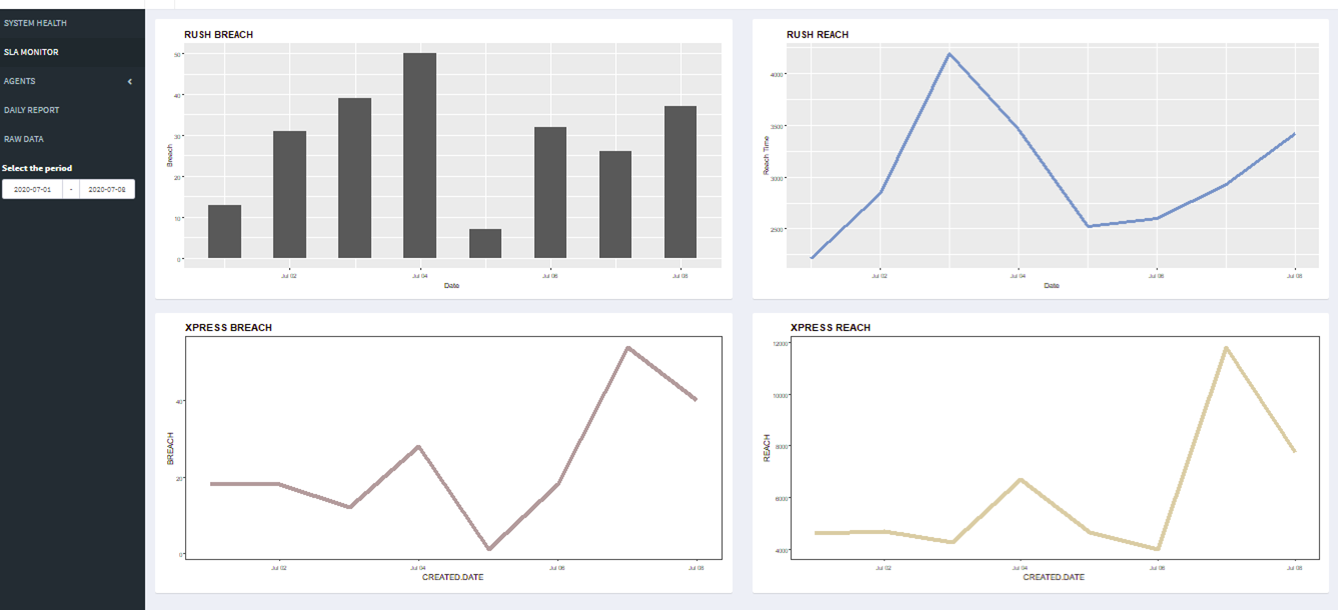 SYSTEM HEALTH
SLA MONITOR
AGENTS
DAILY REPORT
RAW DATA
Select the period
2020-07-01 - 2020-07-08
RUSH BREACH
50
40
30
20
10
0
Breach
Jul 02 Jul 04 Jul 06 Jul 08
Date
RUSH REACH
4000
3500
3000
2500
Reach Time
Jul 02 Jul 04 Jul 06 Jul 08
Date
XPRESS BREACH
40
20
0
BREACH
Jul 02 Jul 04 Jul 06 Jul 08
CREATED.DATE
XPRESS REACH
12000
10000
8000
6000
4000
REACH
Jul 02 Jul 04 Jul 06 Jul 08
CREATED.DATE